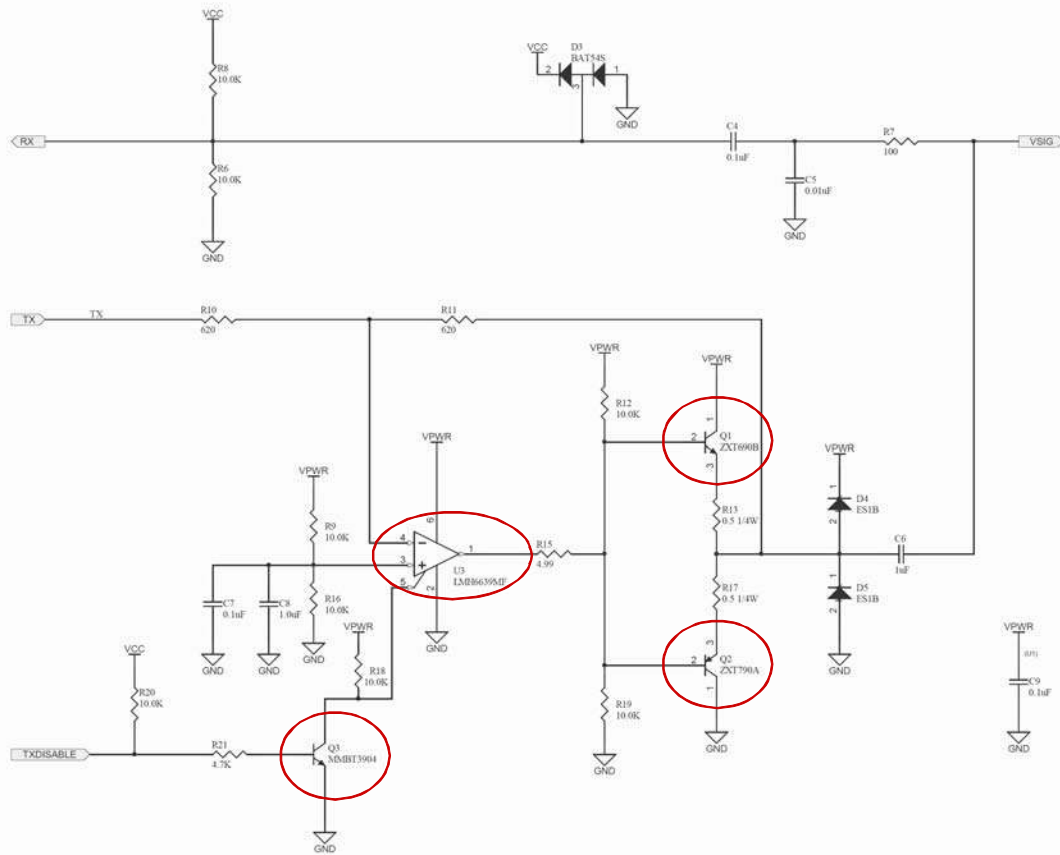 VCC
R8
10.0K
RX
R6
10.0K
GND
VCC
D3
BAT54S
2
1
3
GND
C4
0.1uF
C5
0.01uF
GND
R7
100
VSIG
TX
TX
R10
620
R11
620
VPWR
R12
10.0K
VPWR
1
2
Q1
ZXT690B
3
R13
0.5 1/4W
VPWR
1
D4
ES1B
2
C6
1uF
VPWR
R9
10.0K
VPWR
6
4
3
5
1
2
U3
LMH6639MF
GND
R15
4.99
R16
10.0K
C7
0.1uF
C8
1.0uF
GND
GND
GND
R17
0.5 1/4W
3
2
Q2
ZXT790A
1
GND
1
D5
ES1B
2
GND
R19
10.0K
GND
VPWR
C9
0.1uF
GND
VPWR
R18
10.0K
VCC
R20
10.0K
TXDISABLE
R21
4.7K
Q3
MMBT3904
GND